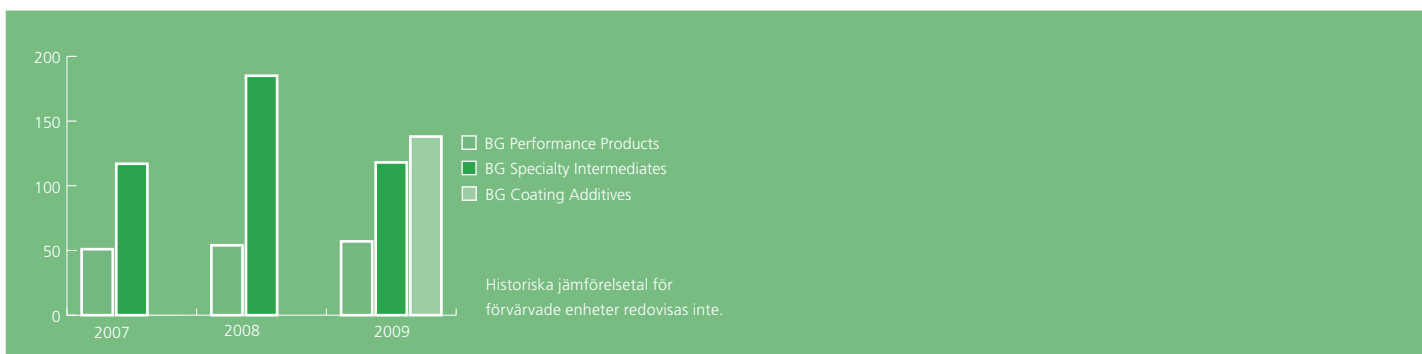 200
150
100
50
0
2007
2008
2009
BG Performance Products
BG Specialty Intermediates
BG Coating Additives
Historiska jämförelsetal för
förvärvade enheter redovisas inte.